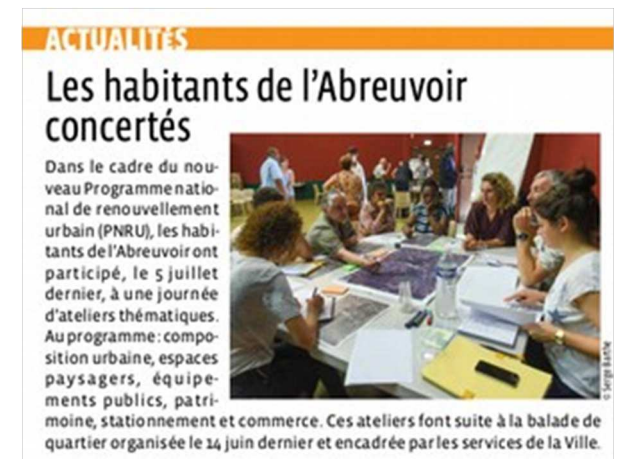 ACTUALITÉS
Les habitants de l'Abreuvoir
concertés
Dans le cadre du nou-
veau Programme natio-
nal de renouvellement
urbain (PNRU), les habi-
tants de l'Abreuvoir ont
participé, le 5 juillet
dernier, à une journée
d'ateliers thématiques.
Au programme : compo-
sition urbaine, espaces
paysagers, équipe-
ments publics, patri-
moine, stationnement et commerce. Ces ateliers font suite à la balade de
quartier organisée le 14 juin dernier et encadrée par les services de la Ville.
© Serge Barthe